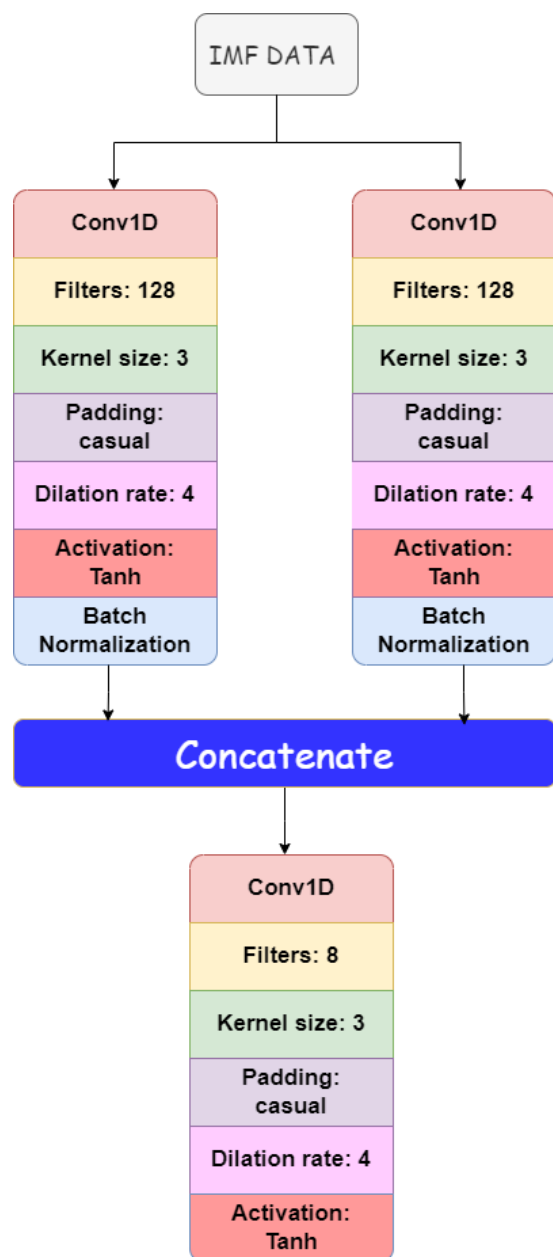 IMF DATA
Conv1D
Filters: 128
Kernel size: 3
Padding:
casual
Dilation rate: 4
Activation:
Tanh
Batch
Normalization
Conv1D
Filters: 128
Kernel size: 3
Padding:
casual
Dilation rate: 4
Activation:
Tanh
Batch
Normalization
Concatenate
Conv1D
Filters: 8
Kernel size: 3
Padding:
casual
Dilation rate: 4
Activation:
Tanh